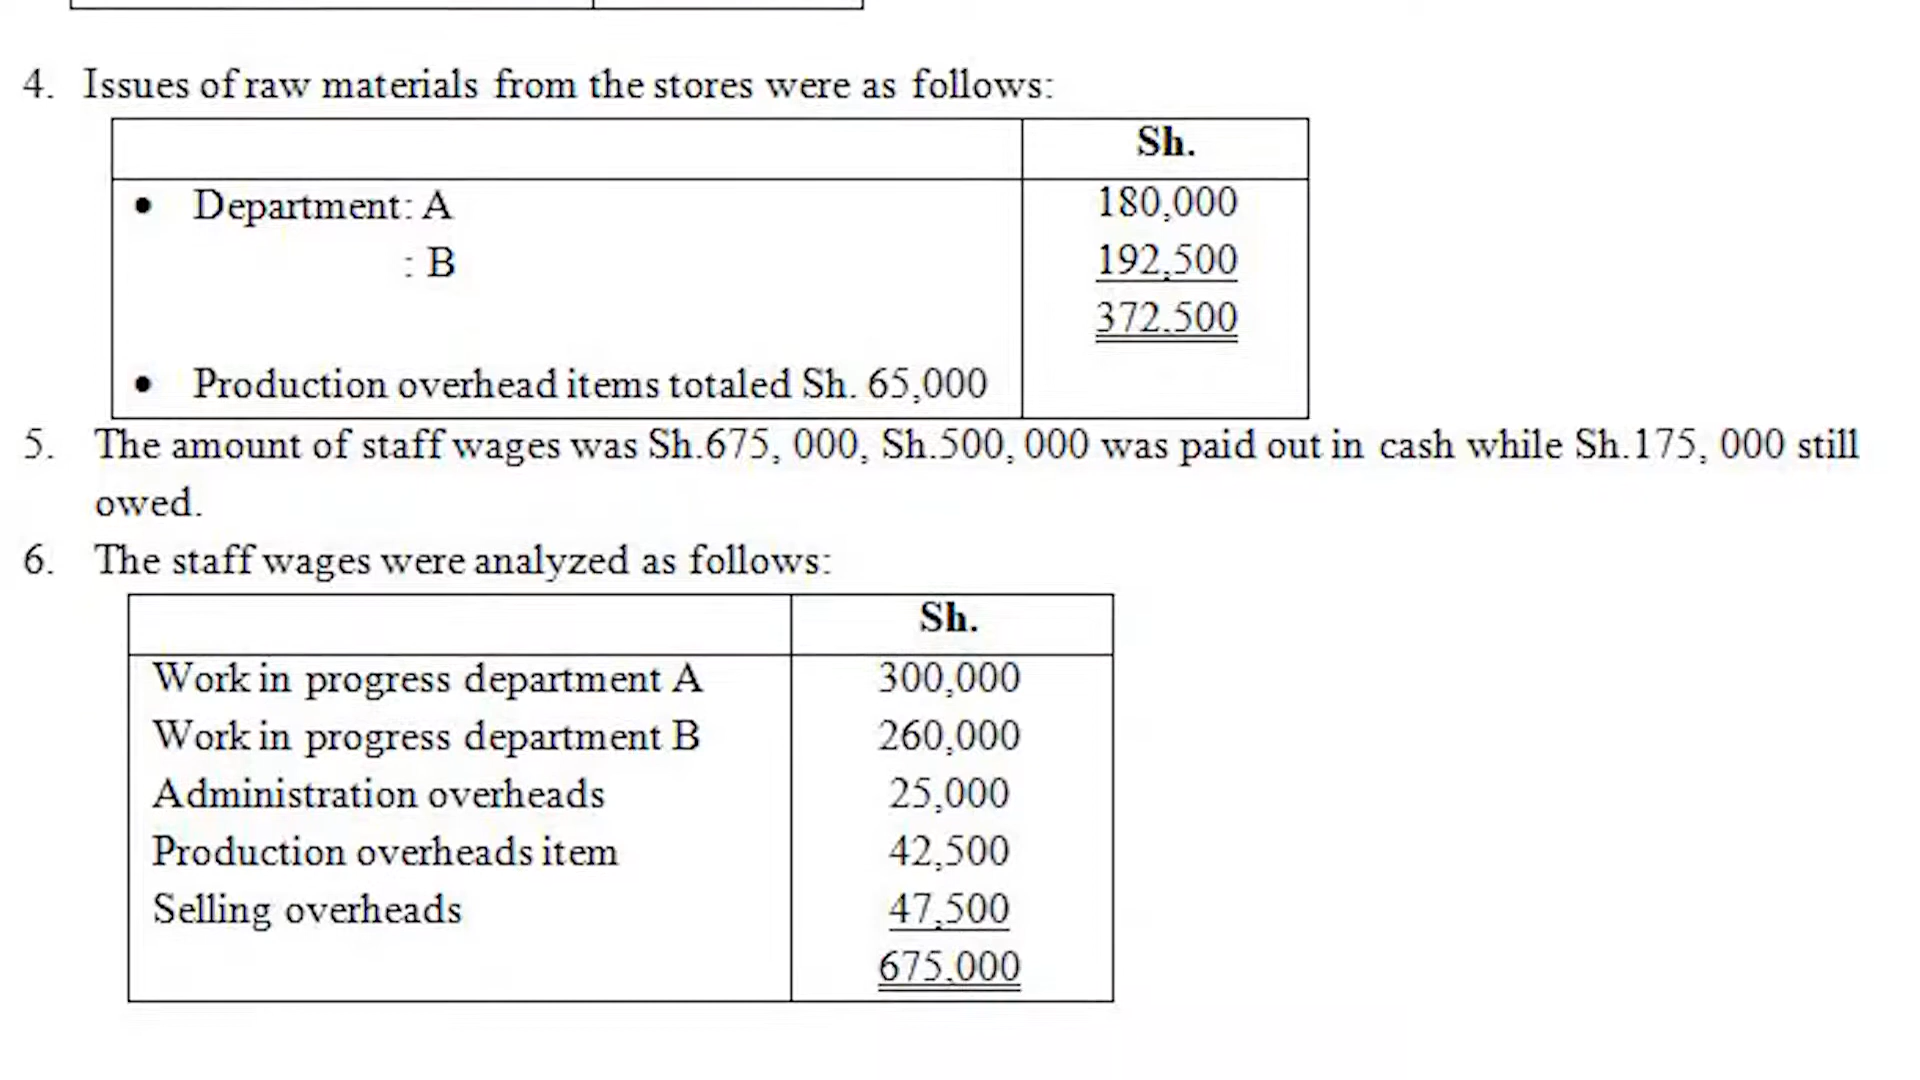 4. Issues of raw materials from the stores were as follows:
Sh.
• Department: A 180,000
: B 192,500
372.500
• Production overhead items totaled Sh. 65,000
5. The amount of staff wages was Sh.675, 000, Sh.500, 000 was paid out in cash while Sh.175, 000 still
owed.
6. The staff wages were analyzed as follows:
Sh.
Work in progress department A 300,000
Work in progress department B 260,000
Administration overheads 25,000
Production overheads item 42,500
Selling overheads 47,500
675.000